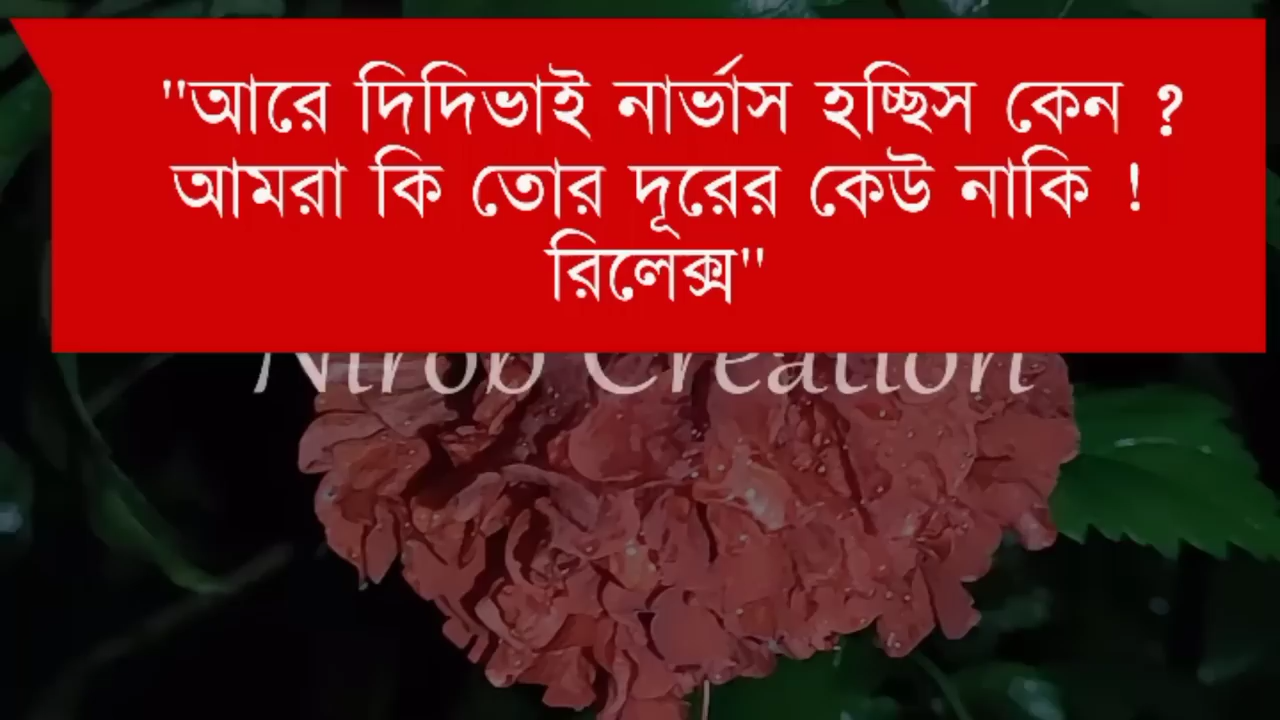 "আরে দিদিভাই নার্ভাস হচ্ছিস কেন ?
আমরা কি তোর দূরের কেউ নাকি !
রিলেক্স"
Nirob Creation